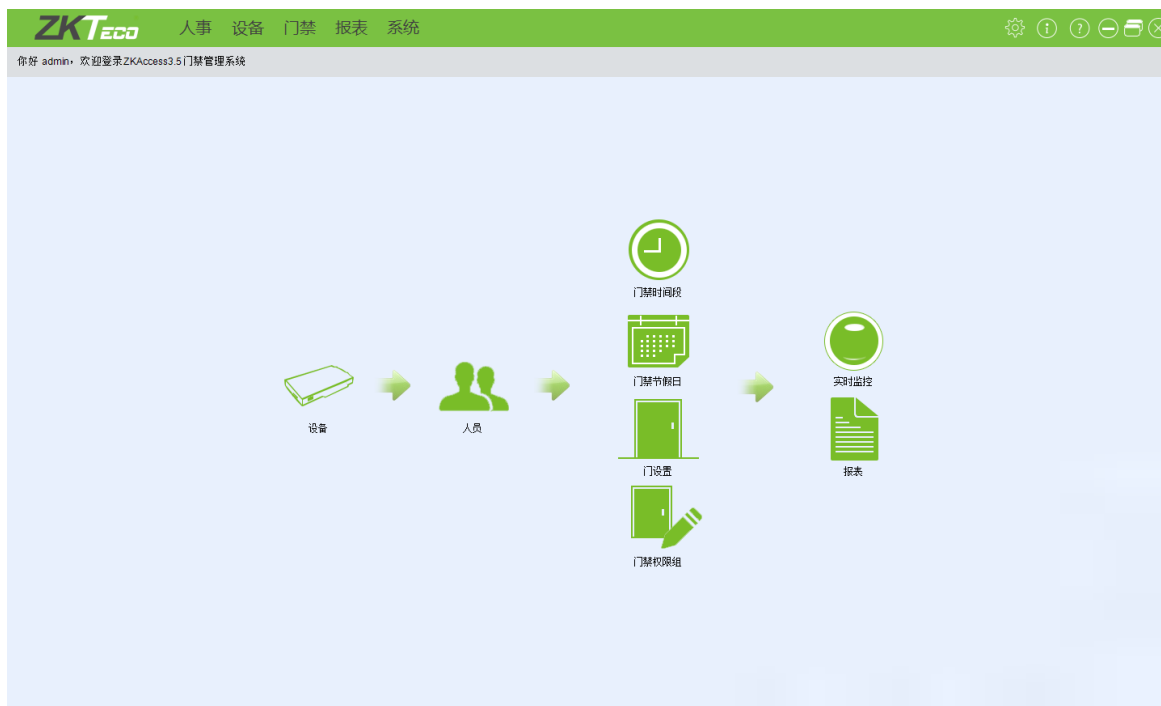 ZKTECO 人事 设备 门禁 报表 系统
你好 admin，欢迎登录ZKAccess3.5门禁管理系统
门禁时间段
门禁节假日
实时监控
设备
人员
门设置
报表
门禁权限组